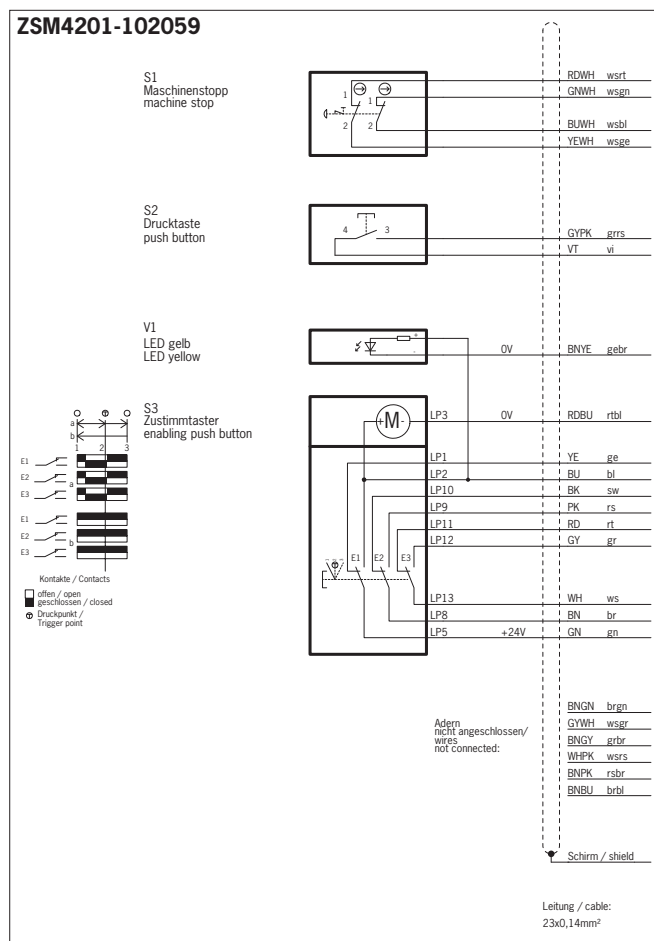 ZSM4201-102059
S1
Maschinenstopp
machine stop
1 1
2 2
RDWH wsrt
GNWH wsgn
BUWH wsbl
YEWH wsge
S2
Drucktaste
push button
4 3
GYPK grrs
VT vi
V1
LED gelb
LED yellow
+
-
0V BNYE gebr
S3
Zustimmtaster
enabling push button
+M-
LP3 0V RDBU rtbl
LP1 YE ge
LP2 BU bl
LP10 BK sw
LP9 PK rs
LP11 RD rt
LP12 GY gr
E1 E2 E3
LP13 WH ws
LP8 BN br
LP5 +24V GN gn
a
b
1 2 3
E1
E2
a
E3
E1
E2
b
E3
Kontakte / Contacts
offen / open
geschlossen / closed
Druckpunkt /
Trigger point
Adern
nicht angeschlossen/
wires
not connected:
BNGN brgn
GYWH wsgr
BNGY grbr
WHPK wsrs
BNPK rsbr
BNBU brbl
Schirm / shield
Leitung / cable:
23x0,14mm²